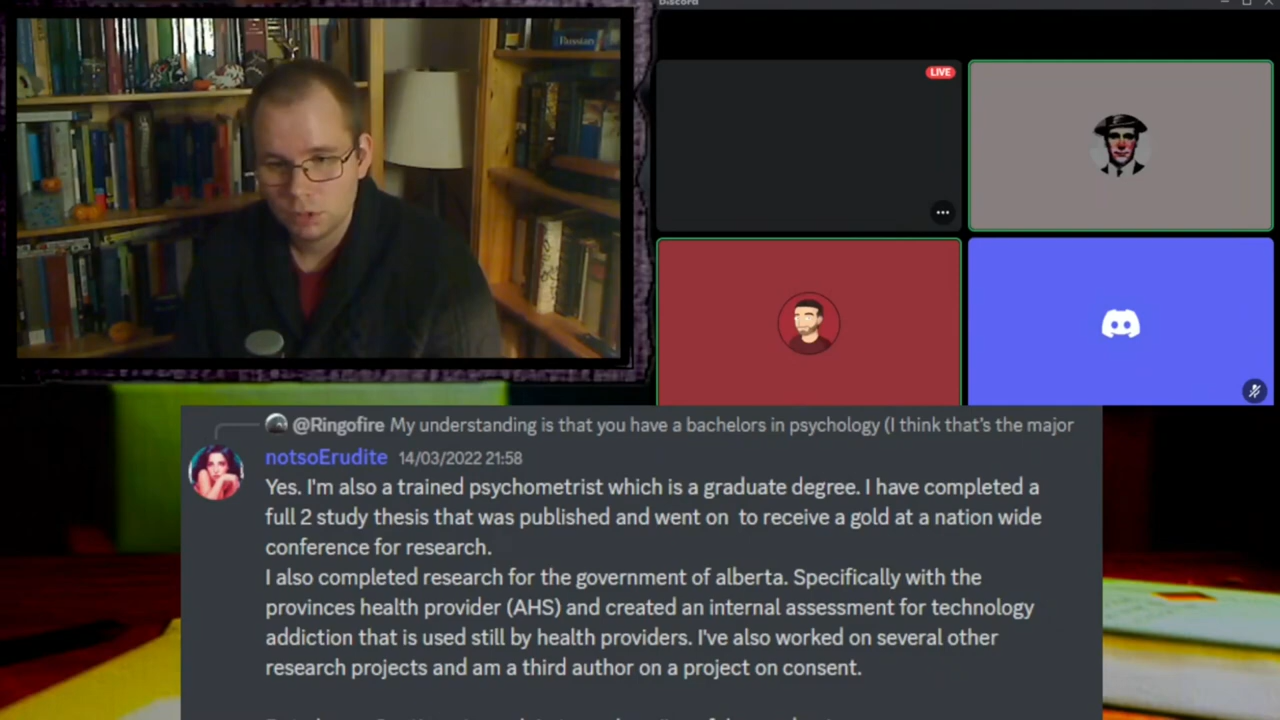 Discord
Russian
LIVE
@Ringofire My understanding is that you have a bachelors in psychology (I think that's the major
notsoErudite 14/03/2022 21:58
Yes. I'm also a trained psychometrist which is a graduate degree. I have completed a
full 2 study thesis that was published and went on to receive a gold at a nation wide
conference for research.
I also completed research for the government of alberta. Specifically with the
provinces health provider (AHS) and created an internal assessment for technology
addiction that is used still by health providers. I've also worked on several other
research projects and am a third author on a project on consent.